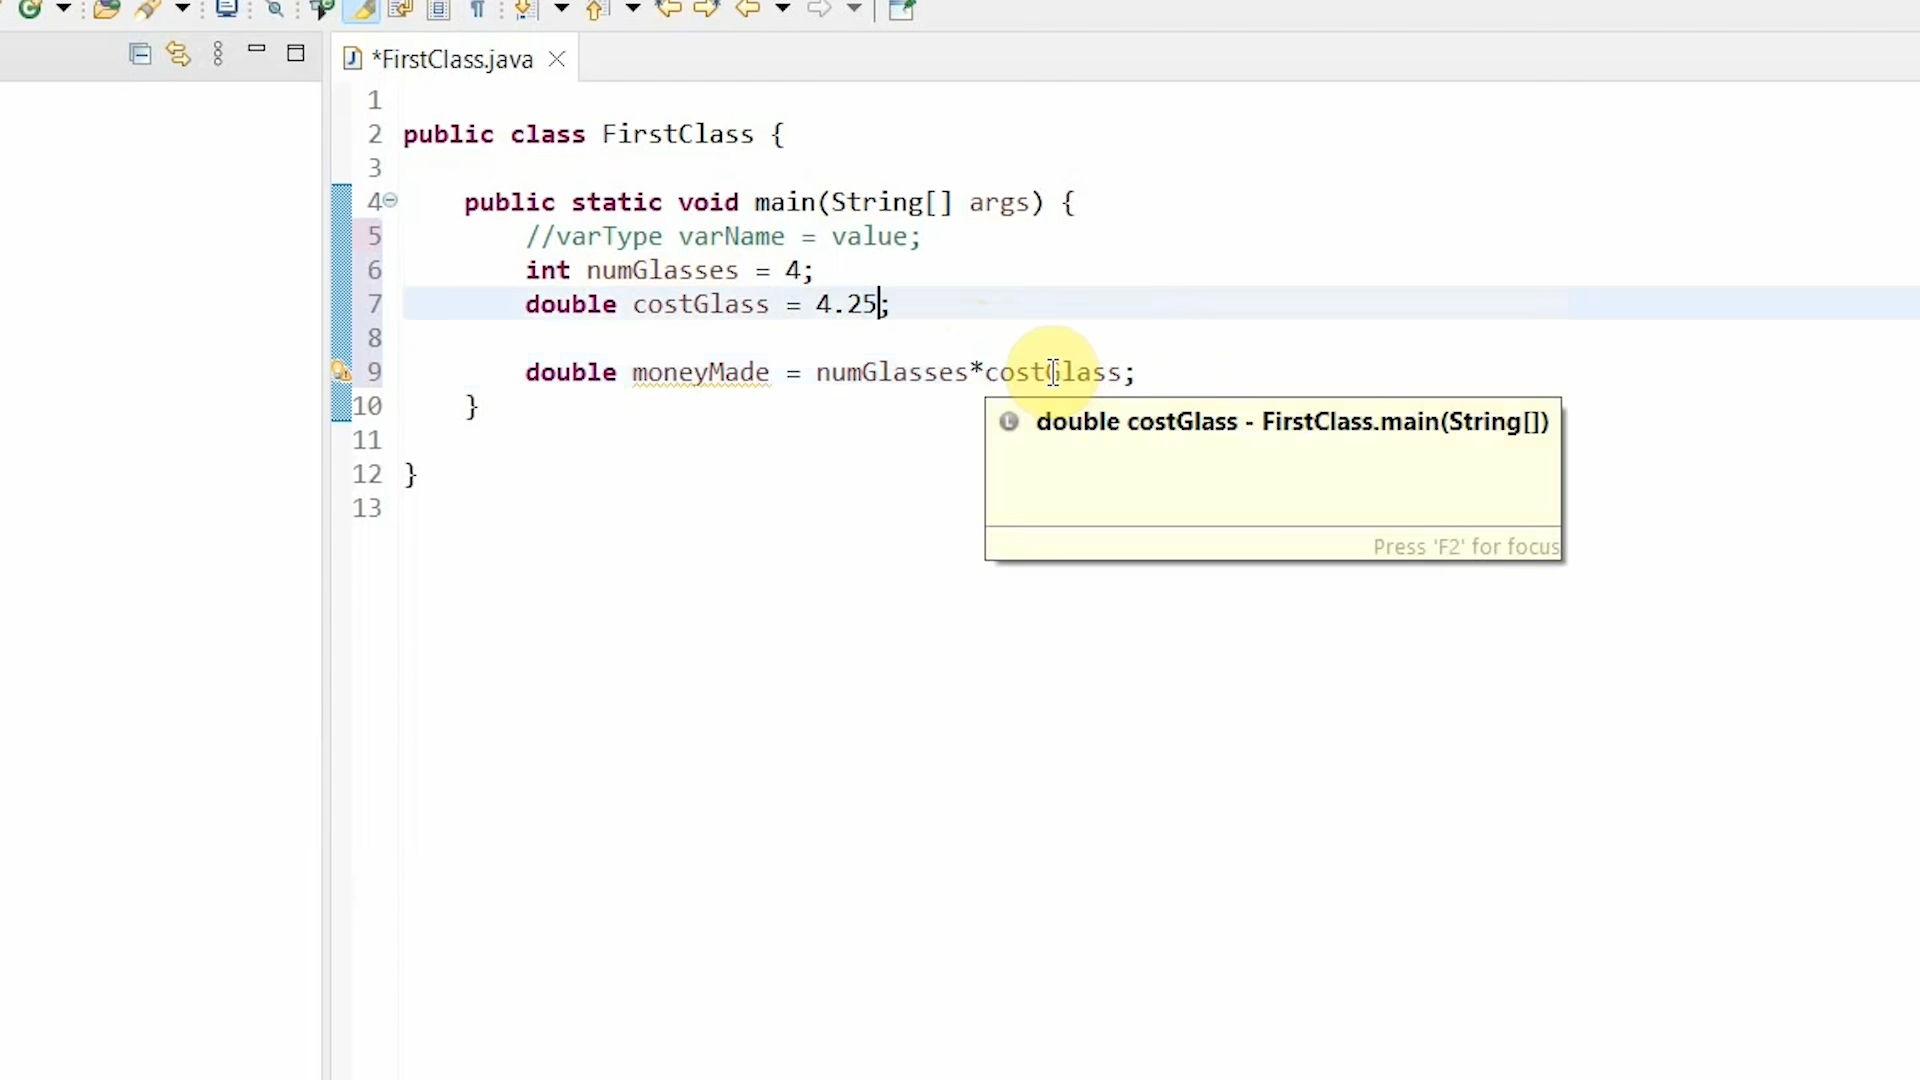 *FirstClass.java
1
2 public class FirstClass {
3
4 public static void main(String[] args) {
5 //varType varName = value;
6 int numGlasses = 4;
7 double costGlass = 4.25;
8
9 double moneyMade = numGlasses*costGlass;
10 }
11
12 }
13
double costGlass - FirstClass.main(String[])
Press 'F2' for focus